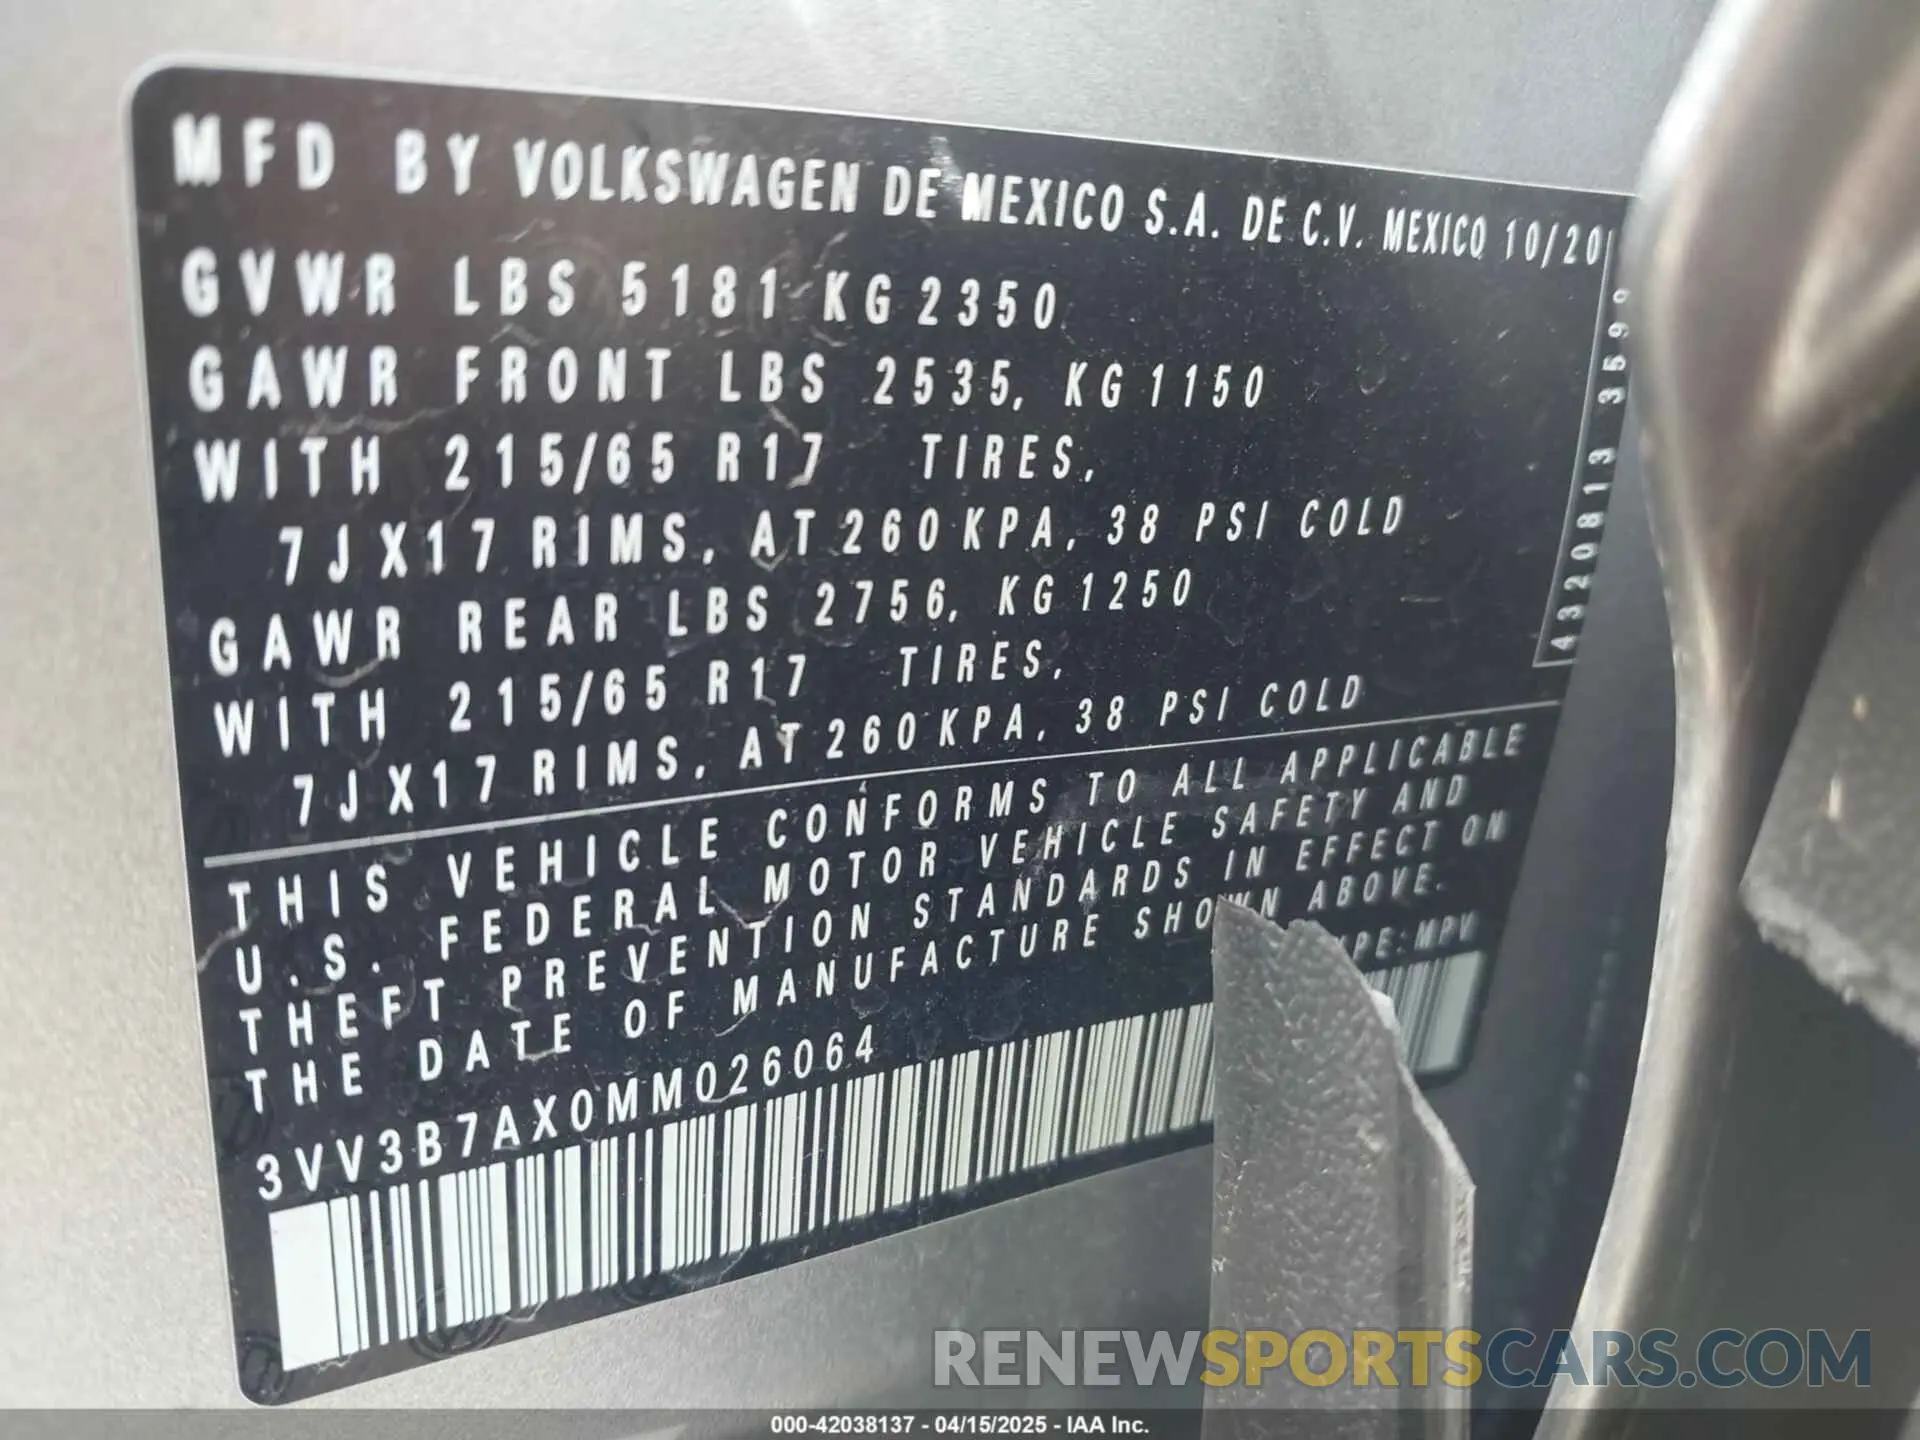 MFD BY VOLKSWAGEN DE MEXICO S.A. DE C.V. MEXICO 10/20
GVWR LBS 5181 KG 2350
GAWR FRONT LBS 2535, KG 1150
WITH 215/65 R17 TIRES,
7JX17 RIMS, AT 260 KPA, 38 PSI COLD
GAWR REAR LBS 2756, KG 1250
WITH 215/65 R17 TIRES,
7JX17 RIMS, AT 260 KPA, 38 PSI COLD
4320813 3599
THIS VEHICLE CONFORMS TO ALL APPLICABLE
U.S. FEDERAL MOTOR VEHICLE SAFETY AND
THEFT PREVENTION STANDARDS IN EFFECT ON
THE DATE OF MANUFACTURE SHOWN ABOVE.
3VV3B7AX0MM026064 YPE:MPV
RENEWSPORTSCARS.COM
000-42038137 - 04/15/2025 - IAA Inc.